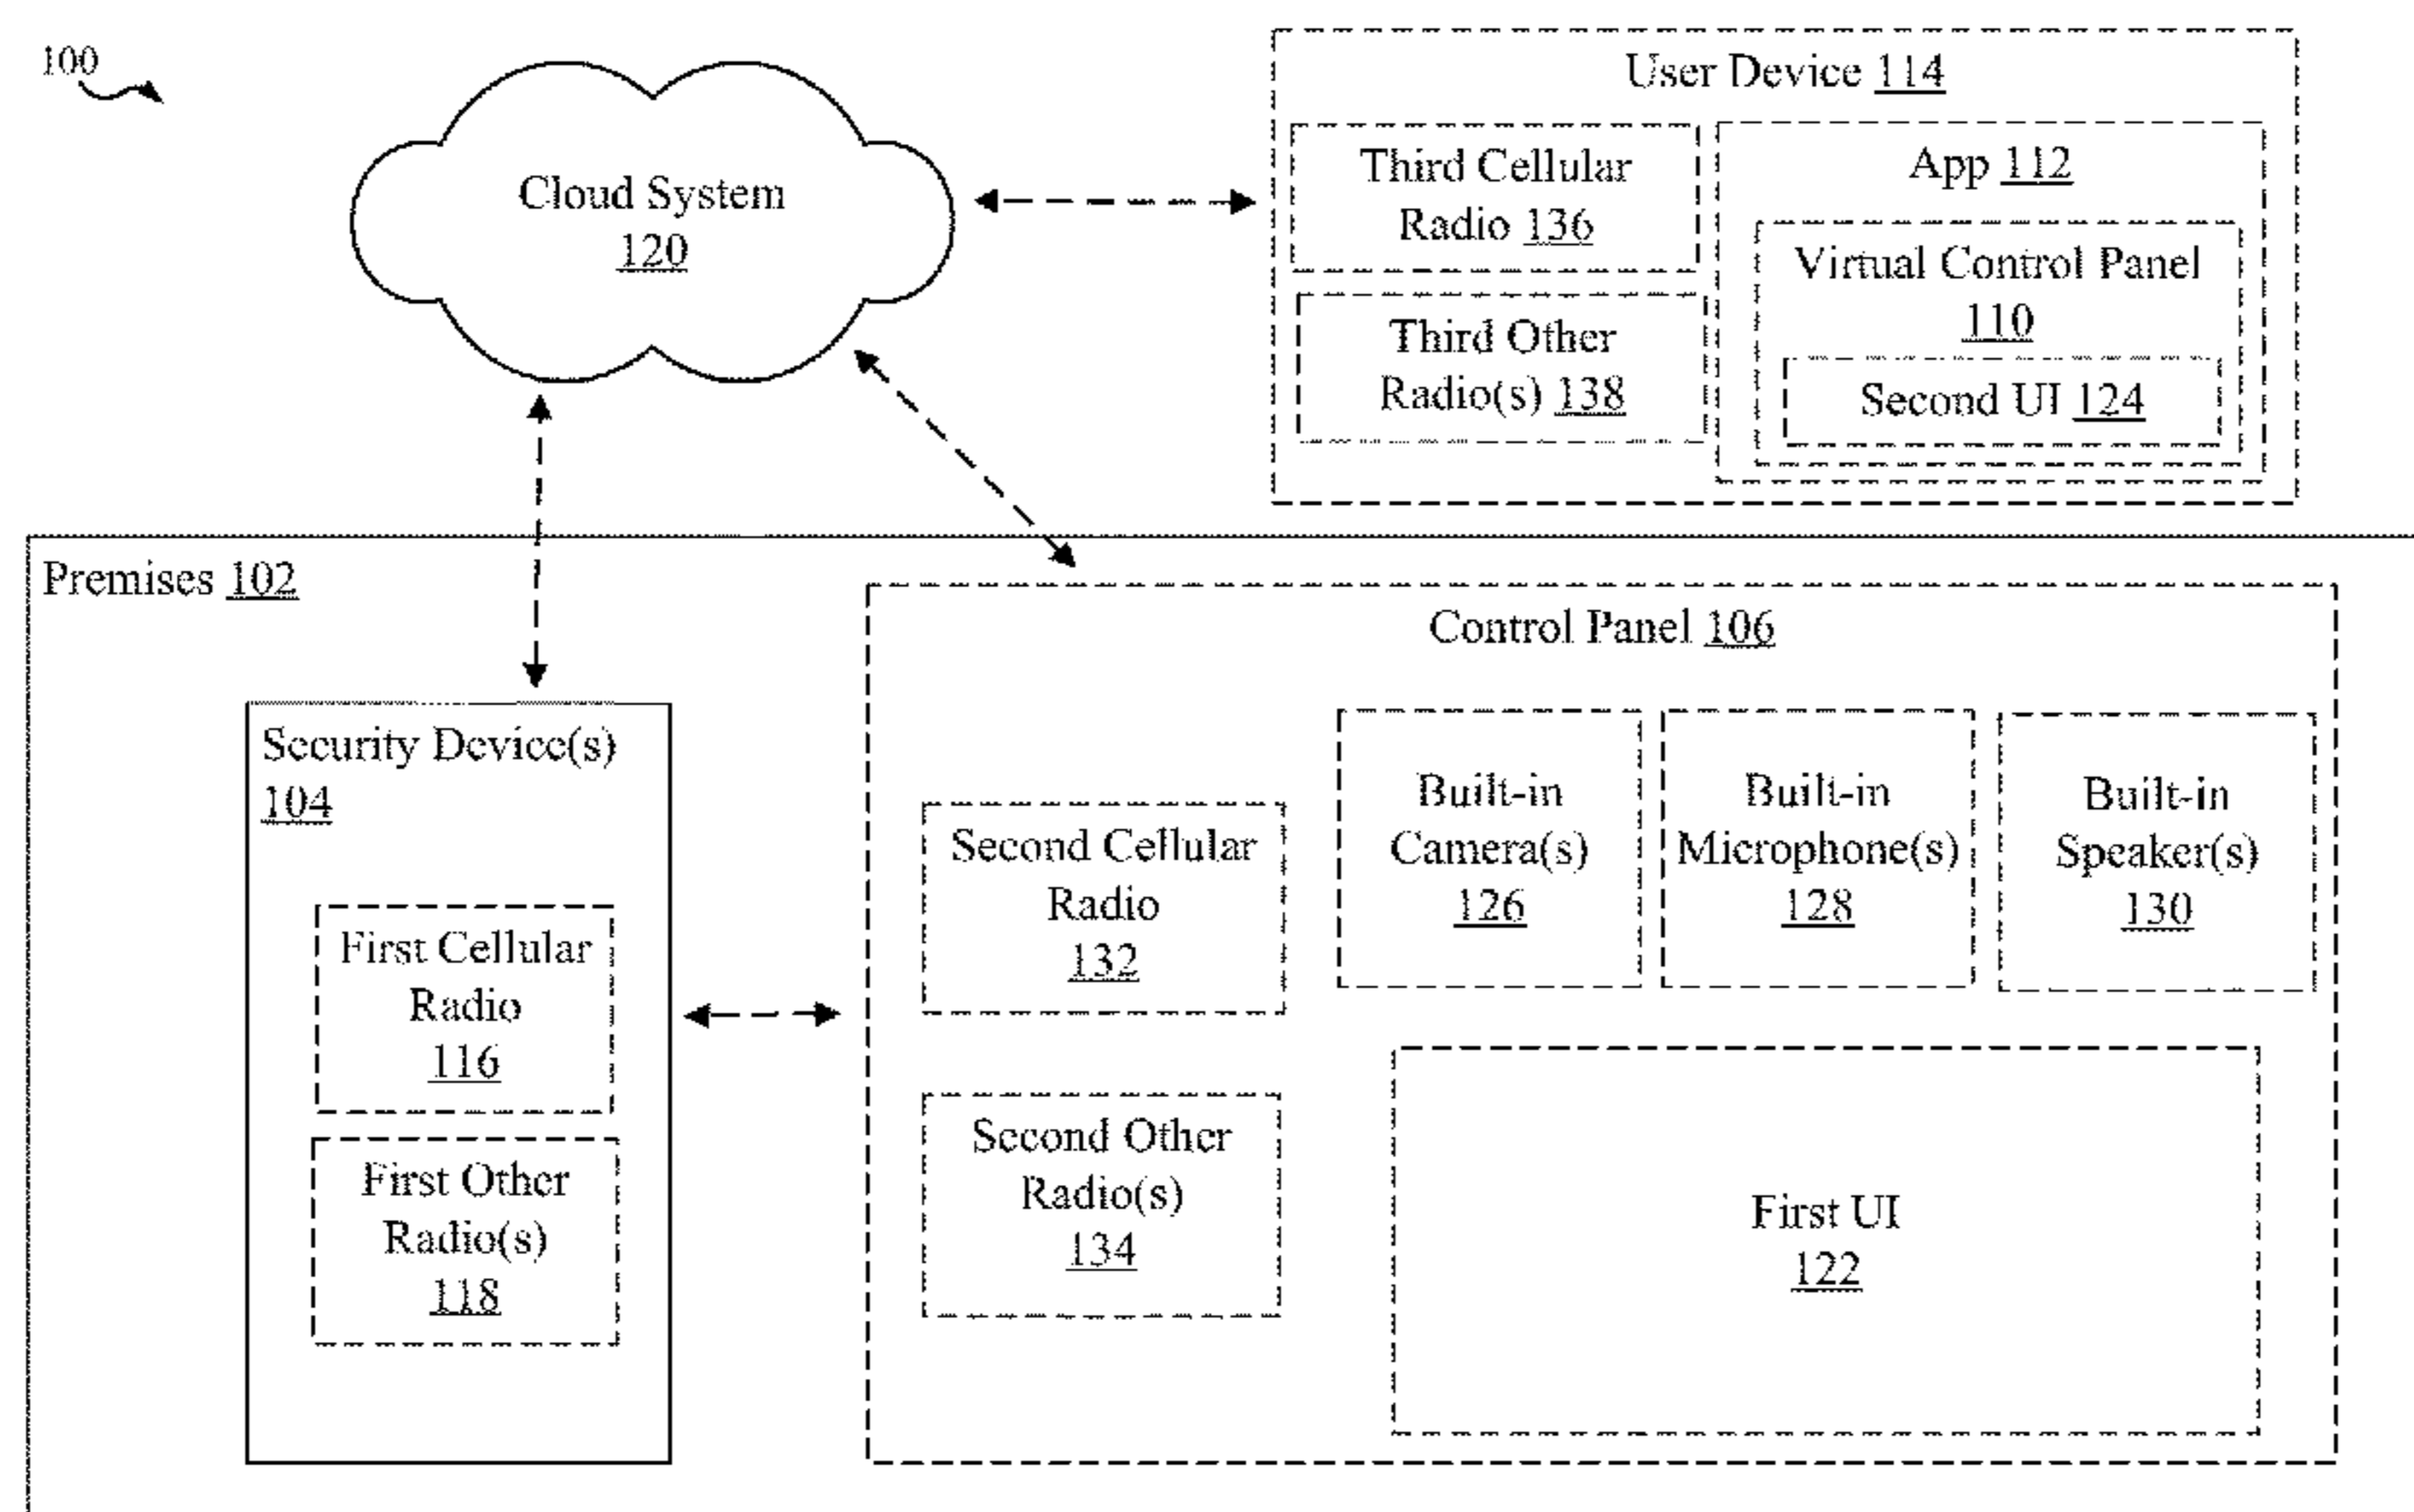 100
Cloud System
120
User Device 114
Third Cellular
Radio 136
Third Other
Radio(s) 138
App 112
Virtual Control Panel
110
Second UI 124
Premises 102
Security Device(s)
104
First Cellular
Radio
116
First Other
Radio(s)
118
Control Panel 106
Second Cellular
Radio
132
Built-in
Camera(s)
126
Built-in
Microphone(s)
128
Built-in
Speaker(s)
130
Second Other
Radio(s)
134
First UI
122